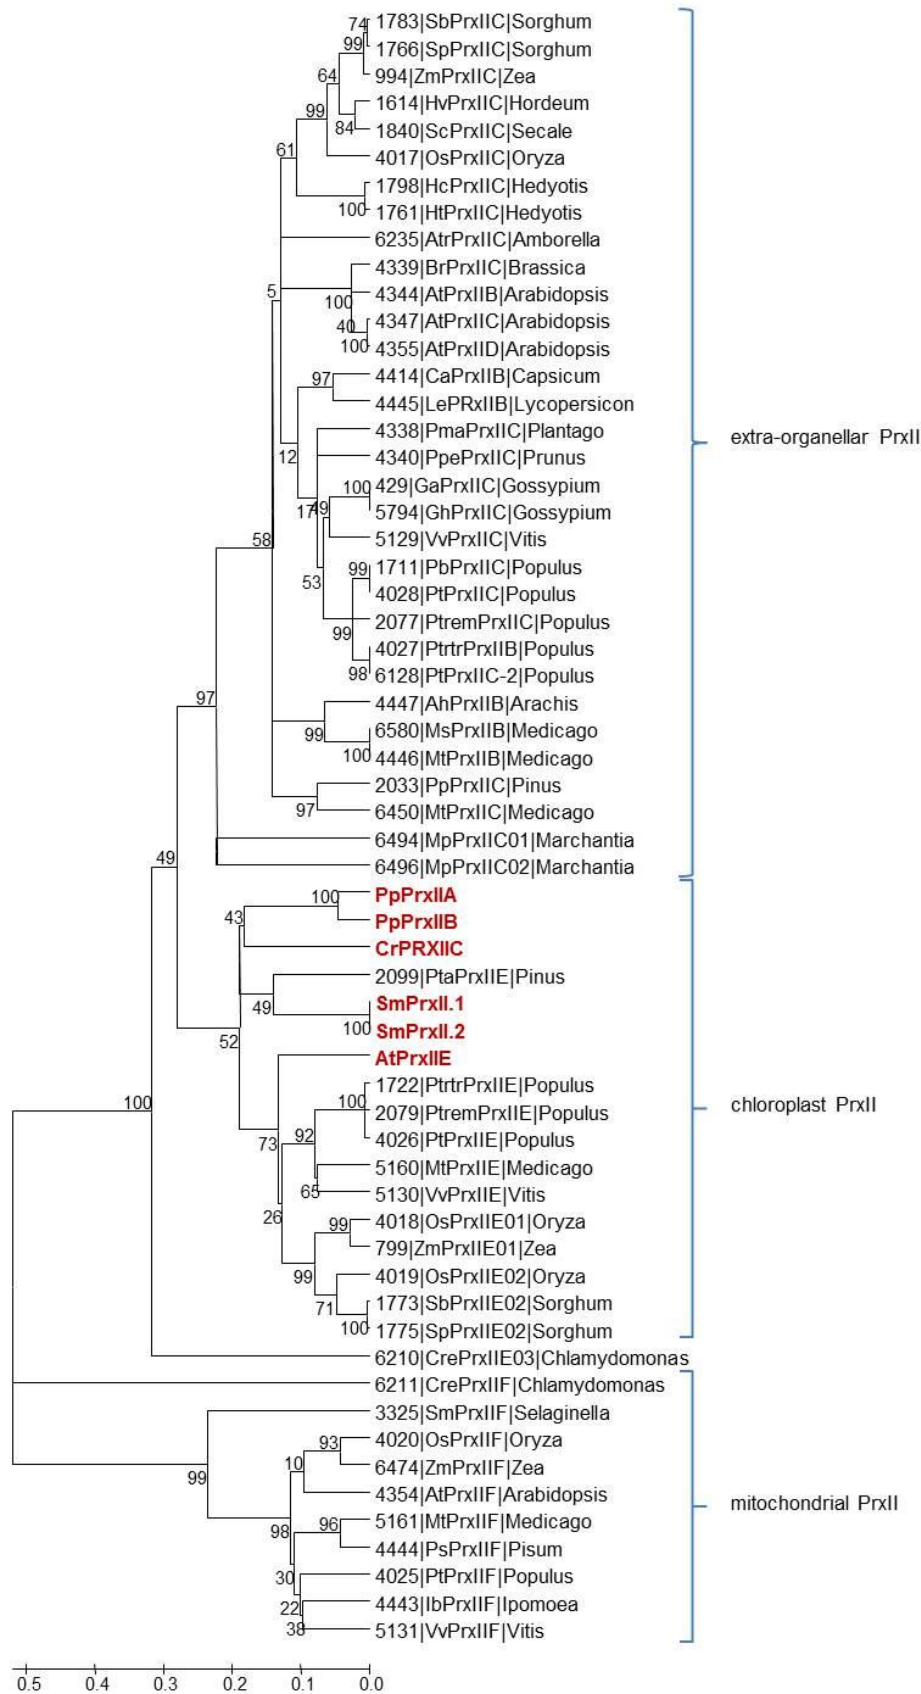 74
1783|SbPrxIIC|Sorghum
99
1766|SpPrxIIC|Sorghum
64
994|ZmPrxIIC|Zea
99
1614|HvPrxIIC|Hordeum
84
1840|ScPrxIIC|Secale
61
4017|OsPrxIIC|Oryza
1798|HcPrxIIC|Hedyotis
100
1761|HtPrxIIC|Hedyotis
6235|AtrPrxIIC|Amborella
4339|BrPrxIIC|Brassica
5
100
4344|AtPrxIIB|Arabidopsis
40
4347|AtPrxIIC|Arabidopsis
100
4355|AtPrxIID|Arabidopsis
97
4414|CaPrxIIB|Capsicum
4445|LePRxIIB|Lycopersicon
4338|PmaPrxIIC|Plantago
extra-organellar PrxII
12
4340|PpePrxIIC|Prunus
100
429|GaPrxIIC|Gossypium
17
49
5794|GhPrxIIC|Gossypium
58
5129|VvPrxIIC|Vitis
53
99
1711|PbPrxIIC|Populus
4028|PtPrxIIC|Populus
99
2077|PtremPrxIIC|Populus
4027|PtrtrPrxIIB|Populus
98
6128|PtPrxIIC-2|Populus
97
4447|AhPrxIIB|Arachis
99
6580|MsPrxIIB|Medicago
100
4446|MtPrxIIB|Medicago
2033|PpPrxIIC|Pinus
97
6450|MtPrxIIC|Medicago
6494|MpPrxIIC01|Marchantia
49
6496|MpPrxIIC02|Marchantia
100
PpPrxIIA
43
PpPrxIIB
CrPRXIIC
2099|PtaPrxIIE|Pinus
49
SmPrxII.1
52
100
SmPrxII.2
AtPrxIIE
1722|PtrtrPrxIIE|Populus
100
100
2079|PtremPrxIIE|Populus
chloroplast PrxII
73
92
4026|PtPrxIIE|Populus
5160|MtPrxIIE|Medicago
65
5130|VvPrxIIE|Vitis
26
99
4018|OsPrxIIE01|Oryza
799|ZmPrxIIE01|Zea
99
4019|OsPrxIIE02|Oryza
71
1773|SbPrxIIE02|Sorghum
100
1775|SpPrxIIE02|Sorghum
6210|CrePrxIIE03|Chlamydomonas
6211|CrePrxIIF|Chlamydomonas
3325|SmPrxIIF|Selaginella
93
4020|OsPrxIIF|Oryza
99
10
6474|ZmPrxIIF|Zea
4354|AtPrxIIF|Arabidopsis
mitochondrial PrxII
98
96
5161|MtPrxIIF|Medicago
4444|PsPrxIIF|Pisum
30
4025|PtPrxIIF|Populus
22
4443|IbPrxIIF|Ipomoea
38
5131|VvPrxIIF|Vitis
0.5 0.4 0.3 0.2 0.1 0.0